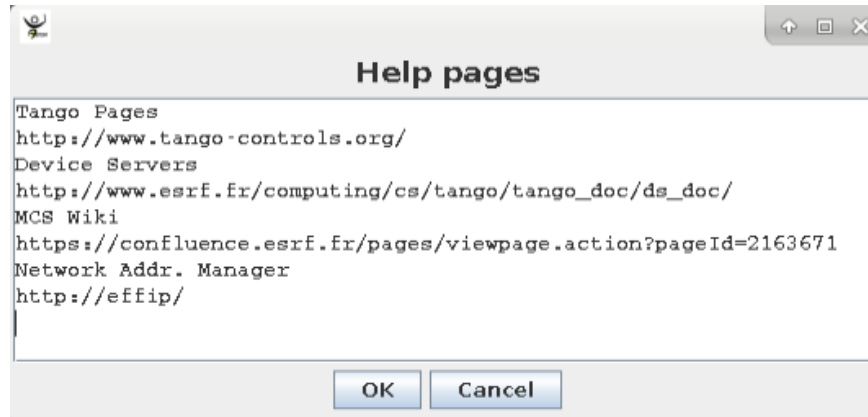 Help pages
Tango Pages
http://www.tango-controls.org/
Device Servers
http://www.esrf.fr/computing/cs/tango/tango_doc/ds_doc/
MCS Wiki
https://confluence.esrf.fr/pages/viewpage.action?pageId=2163671
Network Addr. Manager
http://effip/
OK Cancel